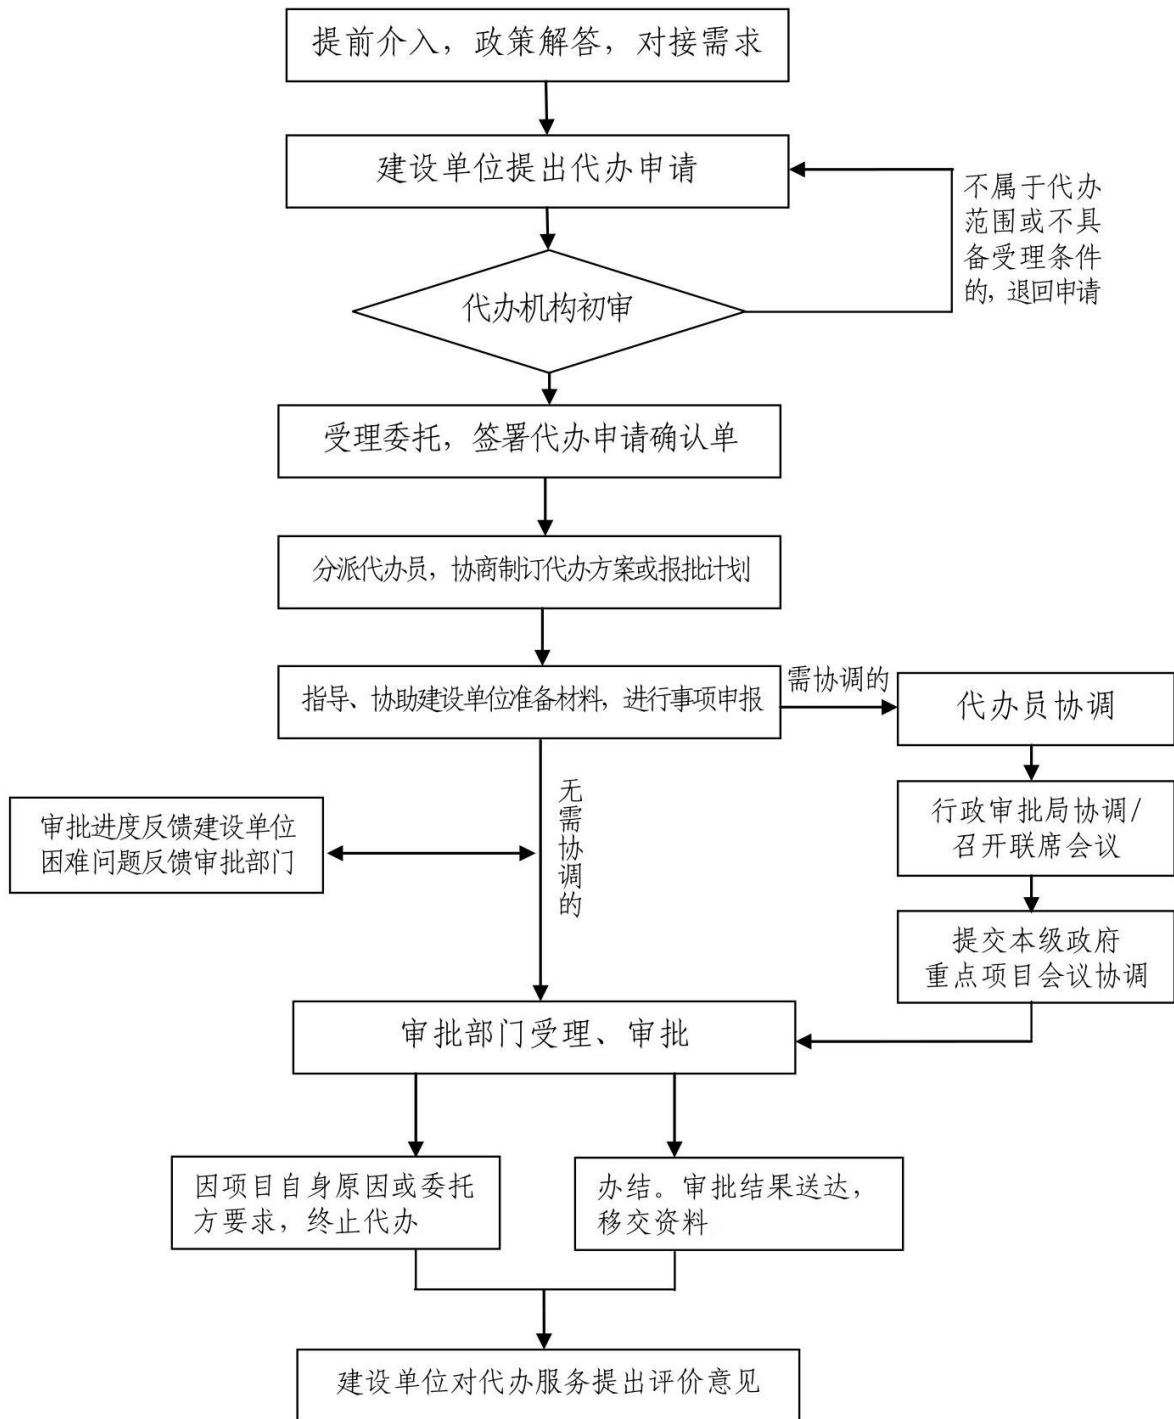 提前介入，政策解答，对接需求
建设单位提出代办申请
不属于代办
范围或不具
备受理条件
的，退回申请
代办机构初审
受理委托，签署代办申请确认单
分派代办员，协商制订代办方案或报批计划
指导、协助建设单位准备材料，进行事项申报
需协调的
代办员协调
行政审批局协调/
召开联席会议
提交本级政府
重点项目会议协调
无需协调的
审批进度反馈建设单位
困难问题反馈审批部门
审批部门受理、审批
因项目自身原因或委托
方要求，终止代办
办结。审批结果送达，
移交资料
建设单位对代办服务提出评价意见